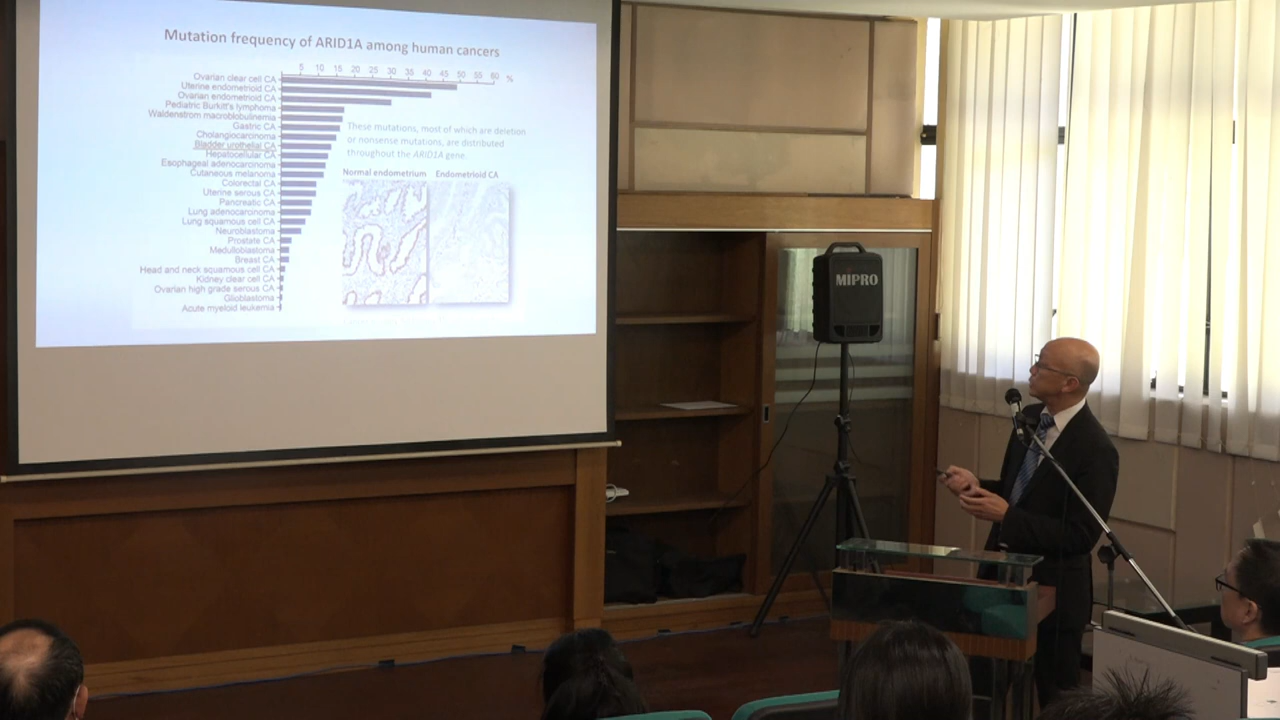 Mutation frequency of ARID1A among human cancers
5 10 15 20 25 30 35 40 45 50 55 60 %
Ovarian clear cell CA
Uterine endometrioid CA
Ovarian endometrioid CA
Pediatric Burkitt's lymphoma
Waldenstrom macroblobulinemia
Gastric CA
Cholangiocarcinoma
Bladder urothelial CA
Hepatocellular CA
Esophageal adenocarcinoma
Cutaneous melanoma
Colorectal CA
Uterine serous CA
Pancreatic CA
Lung adenocarcinoma
Lung squamous cell CA
Neuroblastoma
Prostate CA
Medulloblastoma
Breast CA
Head and neck squamous cell CA
Kidney clear cell CA
Ovarian high grade serous CA
Glioblastoma
Acute myeloid leukemia
These mutations, most of which are deletion
or nonsense mutations, are distributed
throughout the ARID1A gene.
Normal endometrium Endometrioid CA
MIPRO